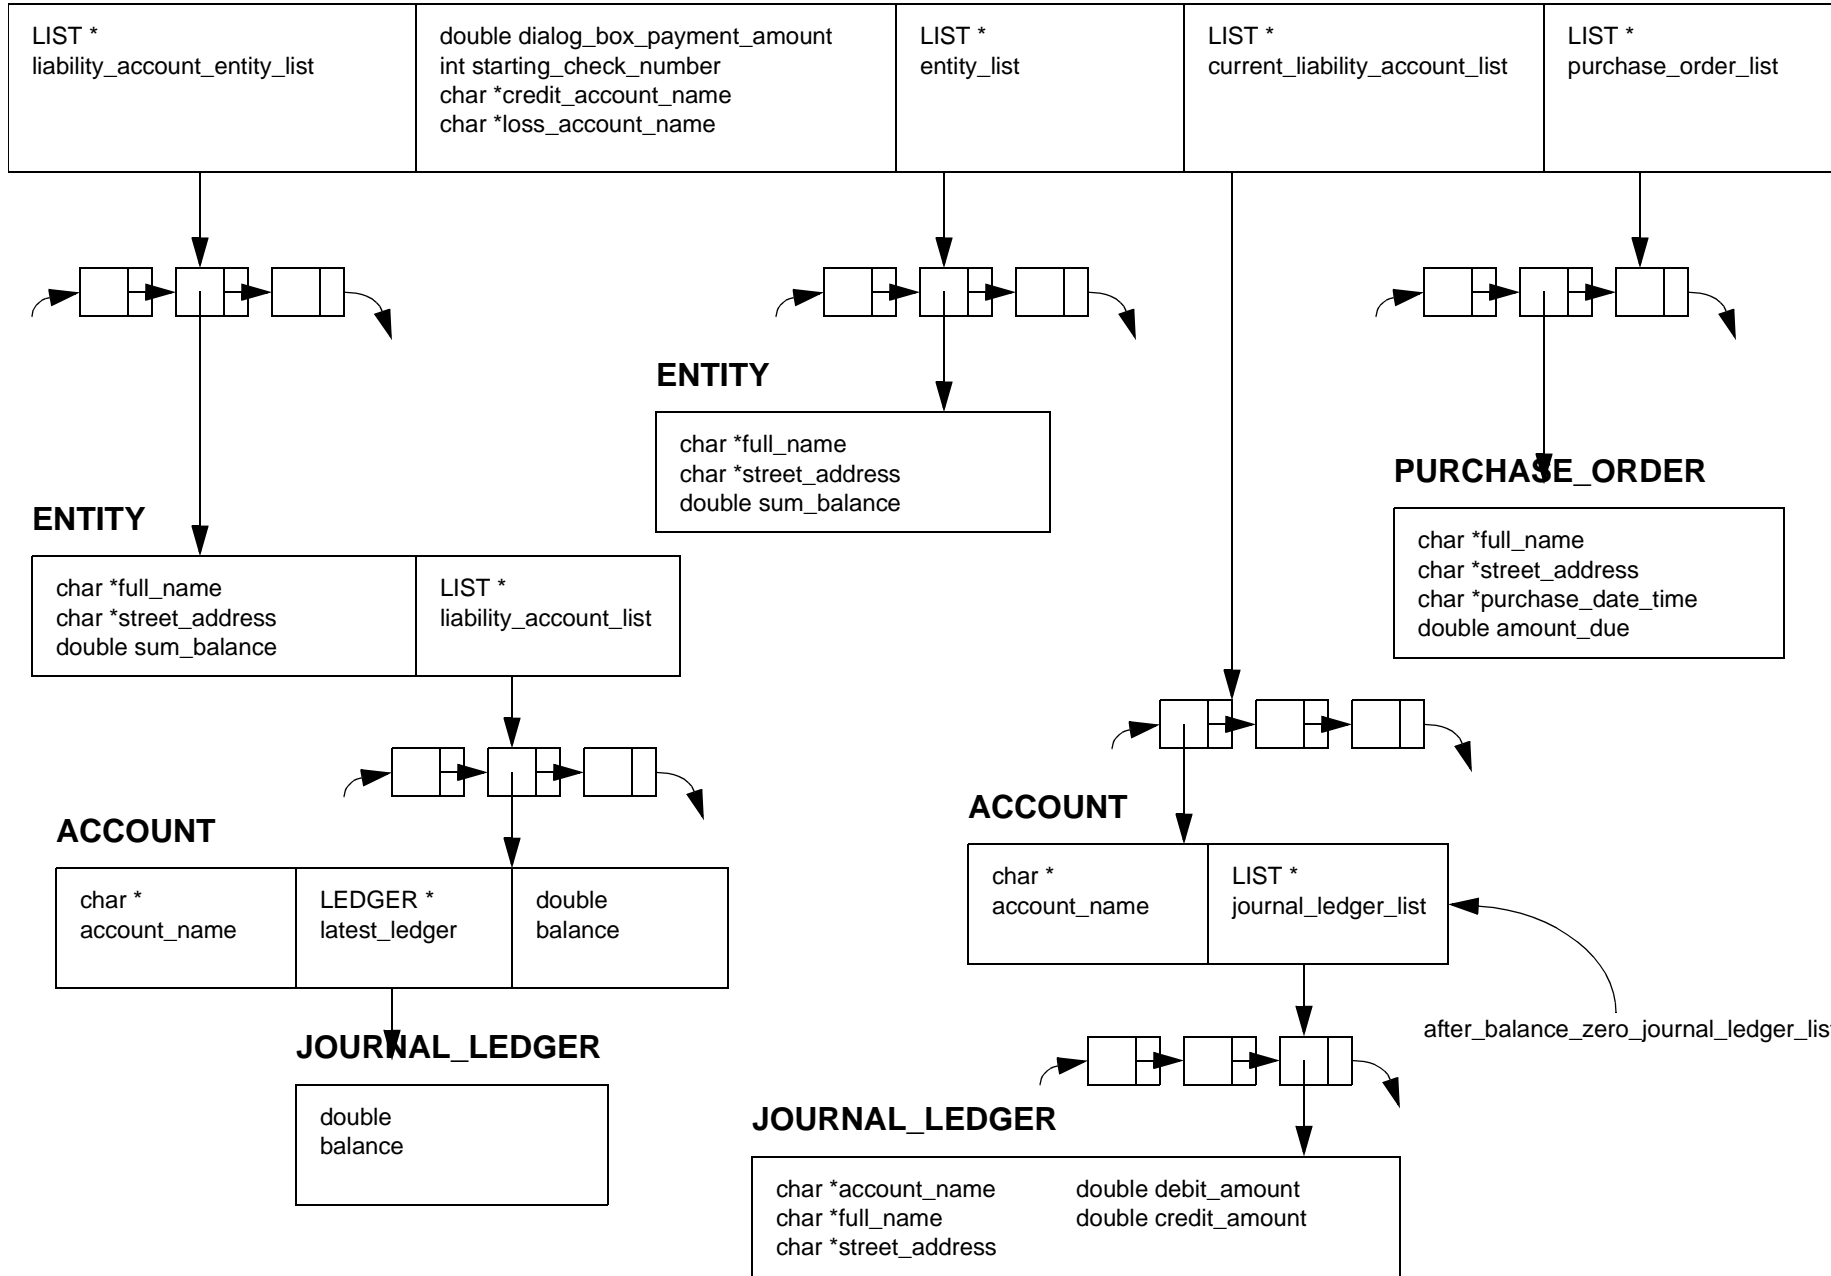 LIST *
liability_account_entity_list
double dialog_box_payment_amount
int starting_check_number
char *credit_account_name
char *loss_account_name
LIST *
entity_list
LIST *
current_liability_account_list
LIST *
purchase_order_list
ENTITY
char *full_name
char *street_address
double sum_balance
PURCHASE_ORDER
char *full_name
char *street_address
char *purchase_date_time
double amount_due
ENTITY
char *full_name
char *street_address
double sum_balance
LIST *
liability_account_list
ACCOUNT
char *
account_name
LEDGER *
latest_ledger
double
balance
ACCOUNT
char *
account_name
LIST *
journal_ledger_list
after_balance_zero_journal_ledger_list
JOURNAL_LEDGER
double
balance
JOURNAL_LEDGER
char *account_name
char *full_name
char *street_address
double debit_amount
double credit_amount